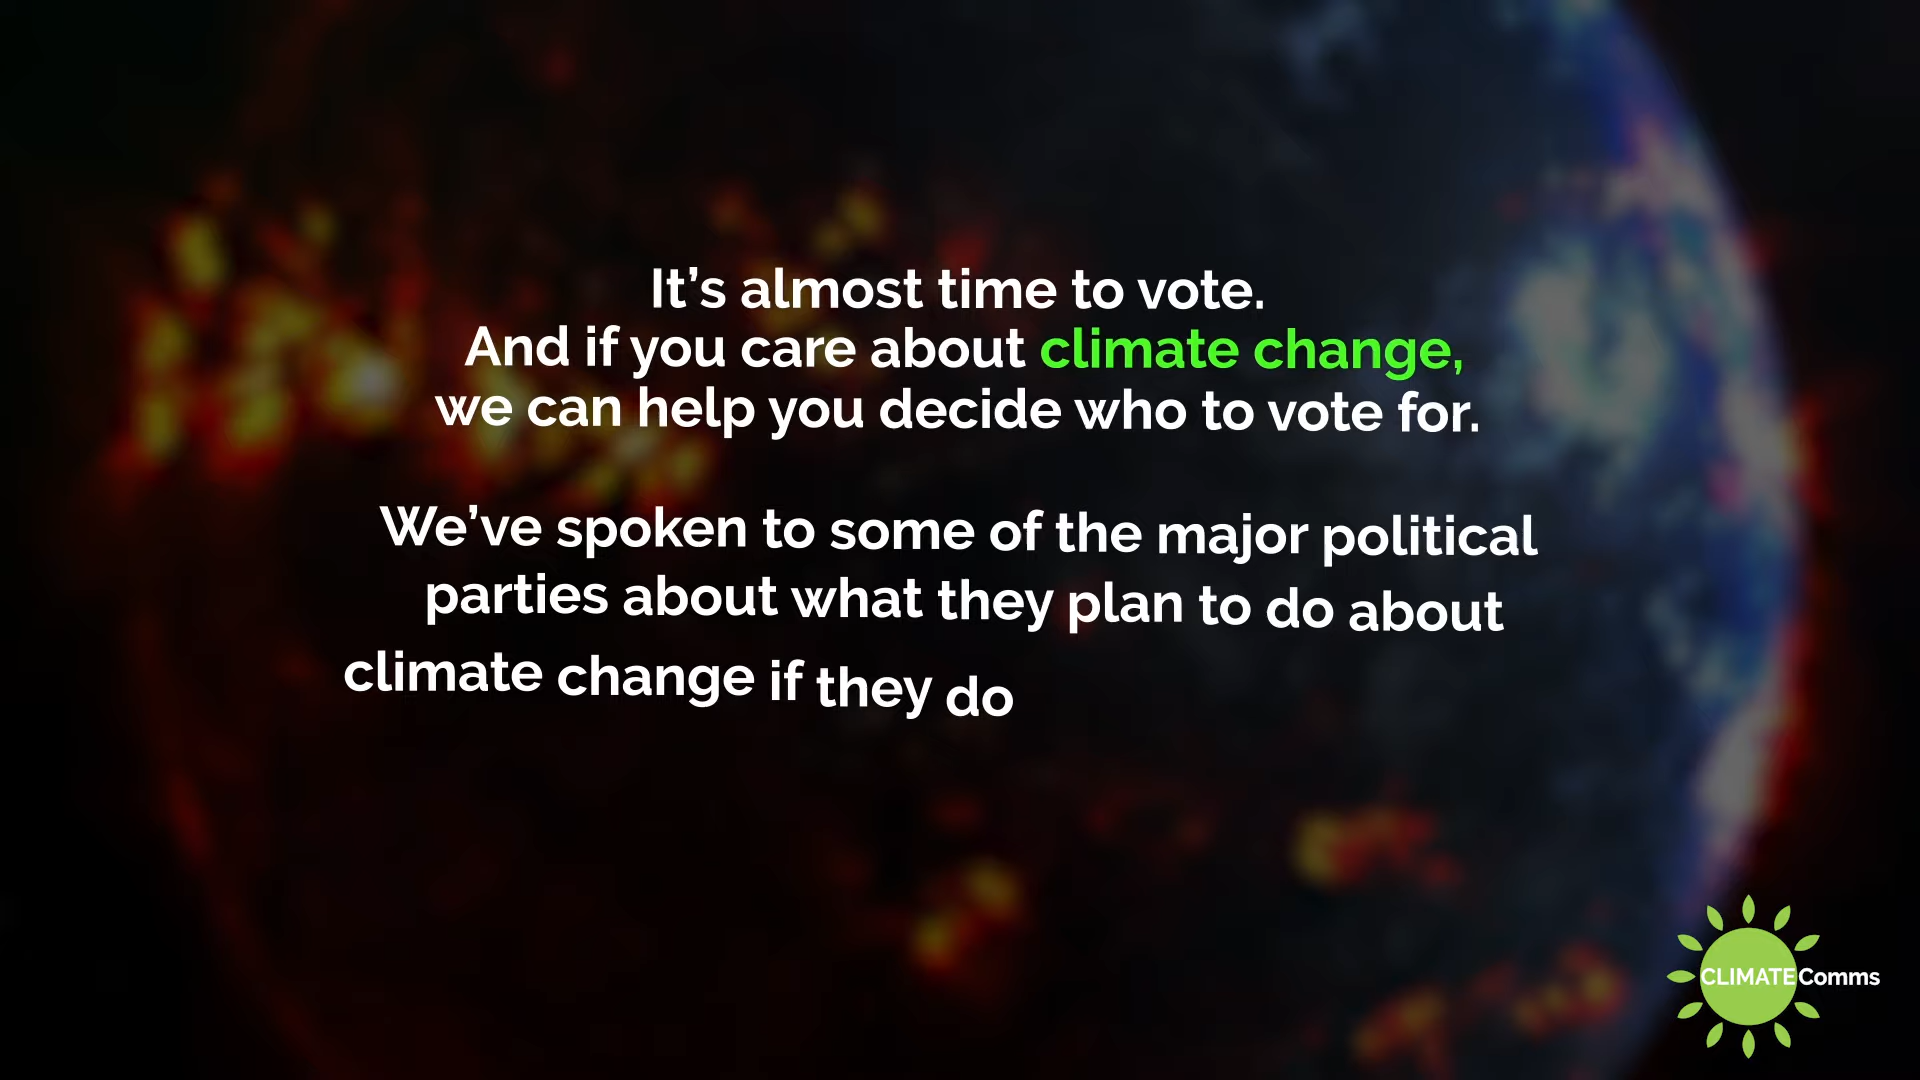 It’s almost time to vote.
And if you care about climate change,
we can help you decide who to vote for.
We’ve spoken to some of the major political
parties about what they plan to do about
climate change if they do
CLIMATEComms